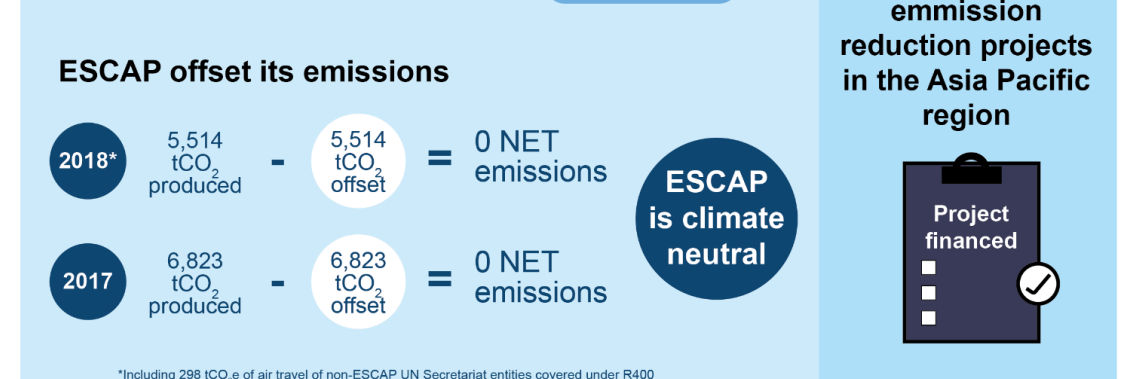 emmission
reduction projects
in the Asia Pacific
region
ESCAP offset its emissions
2018*
5,514
tCO₂
produced
-
5,514
tCO₂
offset
=
0 NET
emissions
2017
6,823
tCO₂
produced
-
6,823
tCO₂
offset
=
0 NET
emissions
ESCAP
is climate
neutral
Project
financed
*Including 298 tCO₂e of air travel of non-ESCAP UN Secretariat entities covered under R400